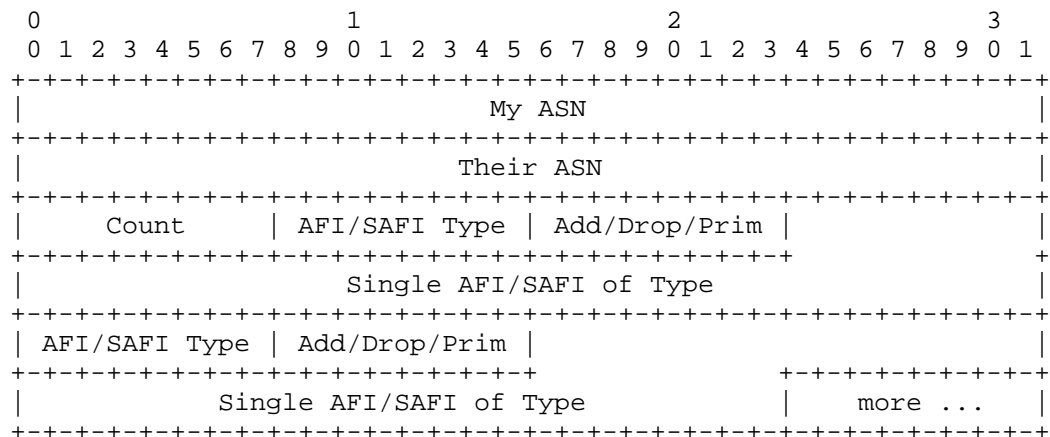 0                   1                   2                   3
 0 1 2 3 4 5 6 7 8 9 0 1 2 3 4 5 6 7 8 9 0 1 2 3 4 5 6 7 8 9 0 1
+-+-+-+-+-+-+-+-+-+-+-+-+-+-+-+-+-+-+-+-+-+-+-+-+-+-+-+-+-+-+-+-+
|                             My ASN                            |
+-+-+-+-+-+-+-+-+-+-+-+-+-+-+-+-+-+-+-+-+-+-+-+-+-+-+-+-+-+-+-+-+
|                           Their ASN                           |
+-+-+-+-+-+-+-+-+-+-+-+-+-+-+-+-+-+-+-+-+-+-+-+-+-+-+-+-+-+-+-+-+
|     Count     | AFI/SAFI Type | Add/Drop/Prim |               |
+-+-+-+-+-+-+-+-+-+-+-+-+-+-+-+-+-+-+-+-+-+-+-+-+               +
|                    Single AFI/SAFI of Type                    |
+-+-+-+-+-+-+-+-+-+-+-+-+-+-+-+-+-+-+-+-+-+-+-+-+-+-+-+-+-+-+-+-+
| AFI/SAFI Type | Add/Drop/Prim |                               |
+-+-+-+-+-+-+-+-+-+-+-+-+-+-+-+-+               +-+-+-+-+-+-+-+-+
|            Single AFI/SAFI of Type            |    more ...   |
+-+-+-+-+-+-+-+-+-+-+-+-+-+-+-+-+-+-+-+-+-+-+-+-+-+-+-+-+-+-+-+-+